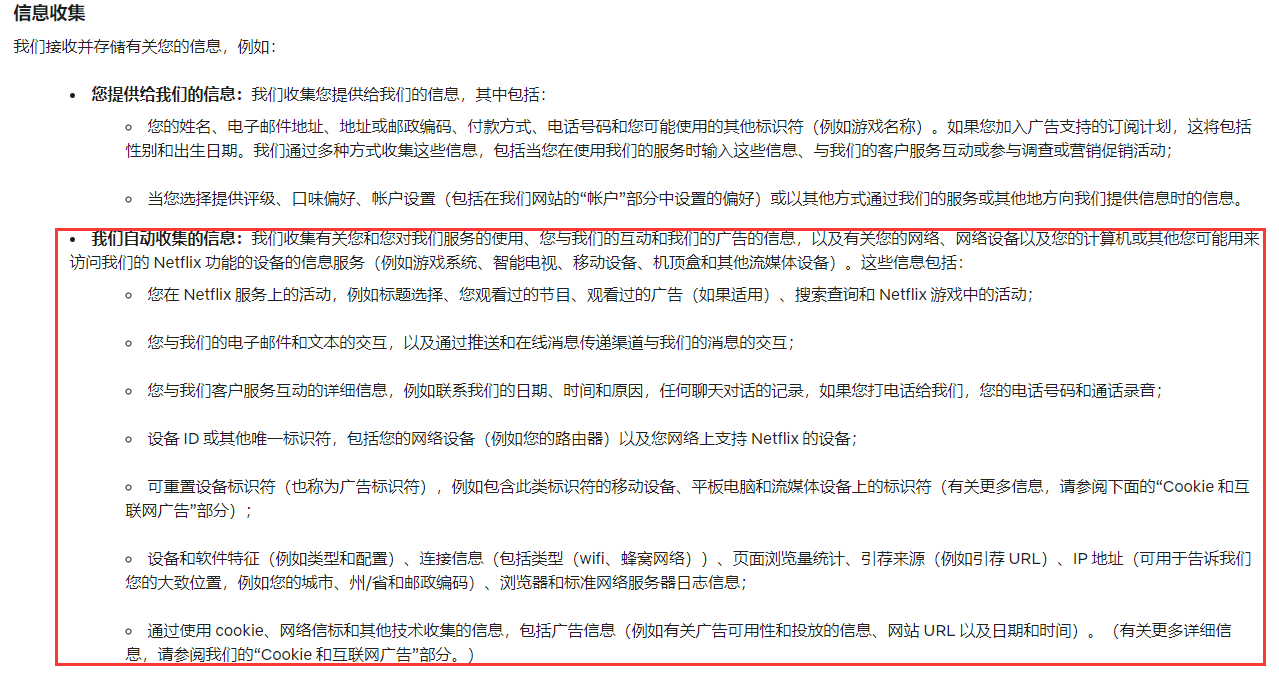 信息收集
我们接收并存储有关您的信息，例如：
• 您提供给我们的信息：我们收集您提供给我们的信息，其中包括：
○ 您的姓名、电子邮件地址、地址或邮政编码、付款方式、电话号码和您可能使用的其他标识符（例如游戏名称）。如果您加入广告支持的订阅计划，这将包括
性别和出生日期。我们通过多种方式收集这些信息，包括当您在使用我们的服务时输入这些信息、与我们的客户服务互动或参与调查或营销促销活动；
○ 当您选择提供评级、口味偏好、帐户设置（包括在我们网站的“帐户”部分中设置的偏好）或以其他方式通过我们的服务或其他地方向我们提供信息时的信息。
• 我们自动收集的信息：我们收集有关您和您对我们服务的使用、您与我们的互动和我们的广告的信息，以及有关您的网络、网络设备以及您的计算机或其他您可能用来
访问我们的 Netflix 功能的设备的信息服务（例如游戏系统、智能电视、移动设备、机顶盒和其他流媒体设备）。这些信息包括：
○ 您在 Netflix 服务上的活动，例如标题选择、您观看过的节目、观看过的广告（如果适用）、搜索查询和 Netflix 游戏中的活动；
○ 您与我们的电子邮件和文本的交互，以及通过推送和在线消息传递渠道与我们的消息的交互；
○ 您与我们客户服务互动的详细信息，例如联系我们的日期、时间和原因，任何聊天对话的记录，如果您打电话给我们，您的电话号码和通话录音；
○ 设备 ID 或其他唯一标识符，包括您的网络设备（例如您的路由器）以及您网络上支持 Netflix 的设备；
○ 可重置设备标识符（也称为广告标识符），例如包含此类标识符的移动设备、平板电脑和流媒体设备上的标识符（有关更多信息，请参阅下面的“Cookie 和互
联网广告”部分）；
○ 设备和软件特征（例如类型和配置）、连接信息（包括类型（wifi、蜂窝网络））、页面浏览量统计、引荐来源（例如引荐 URL）、IP 地址（可用于告诉我们
您的大致位置，例如您的城市、州/省和邮政编码）、浏览器和标准网络服务器日志信息；
○ 通过使用 cookie、网络信标和其他技术收集的信息，包括广告信息（例如有关广告可用性和投放的信息、网站 URL 以及日期和时间）。（有关更多详细信
息，请参阅我们的“Cookie 和互联网广告”部分。）